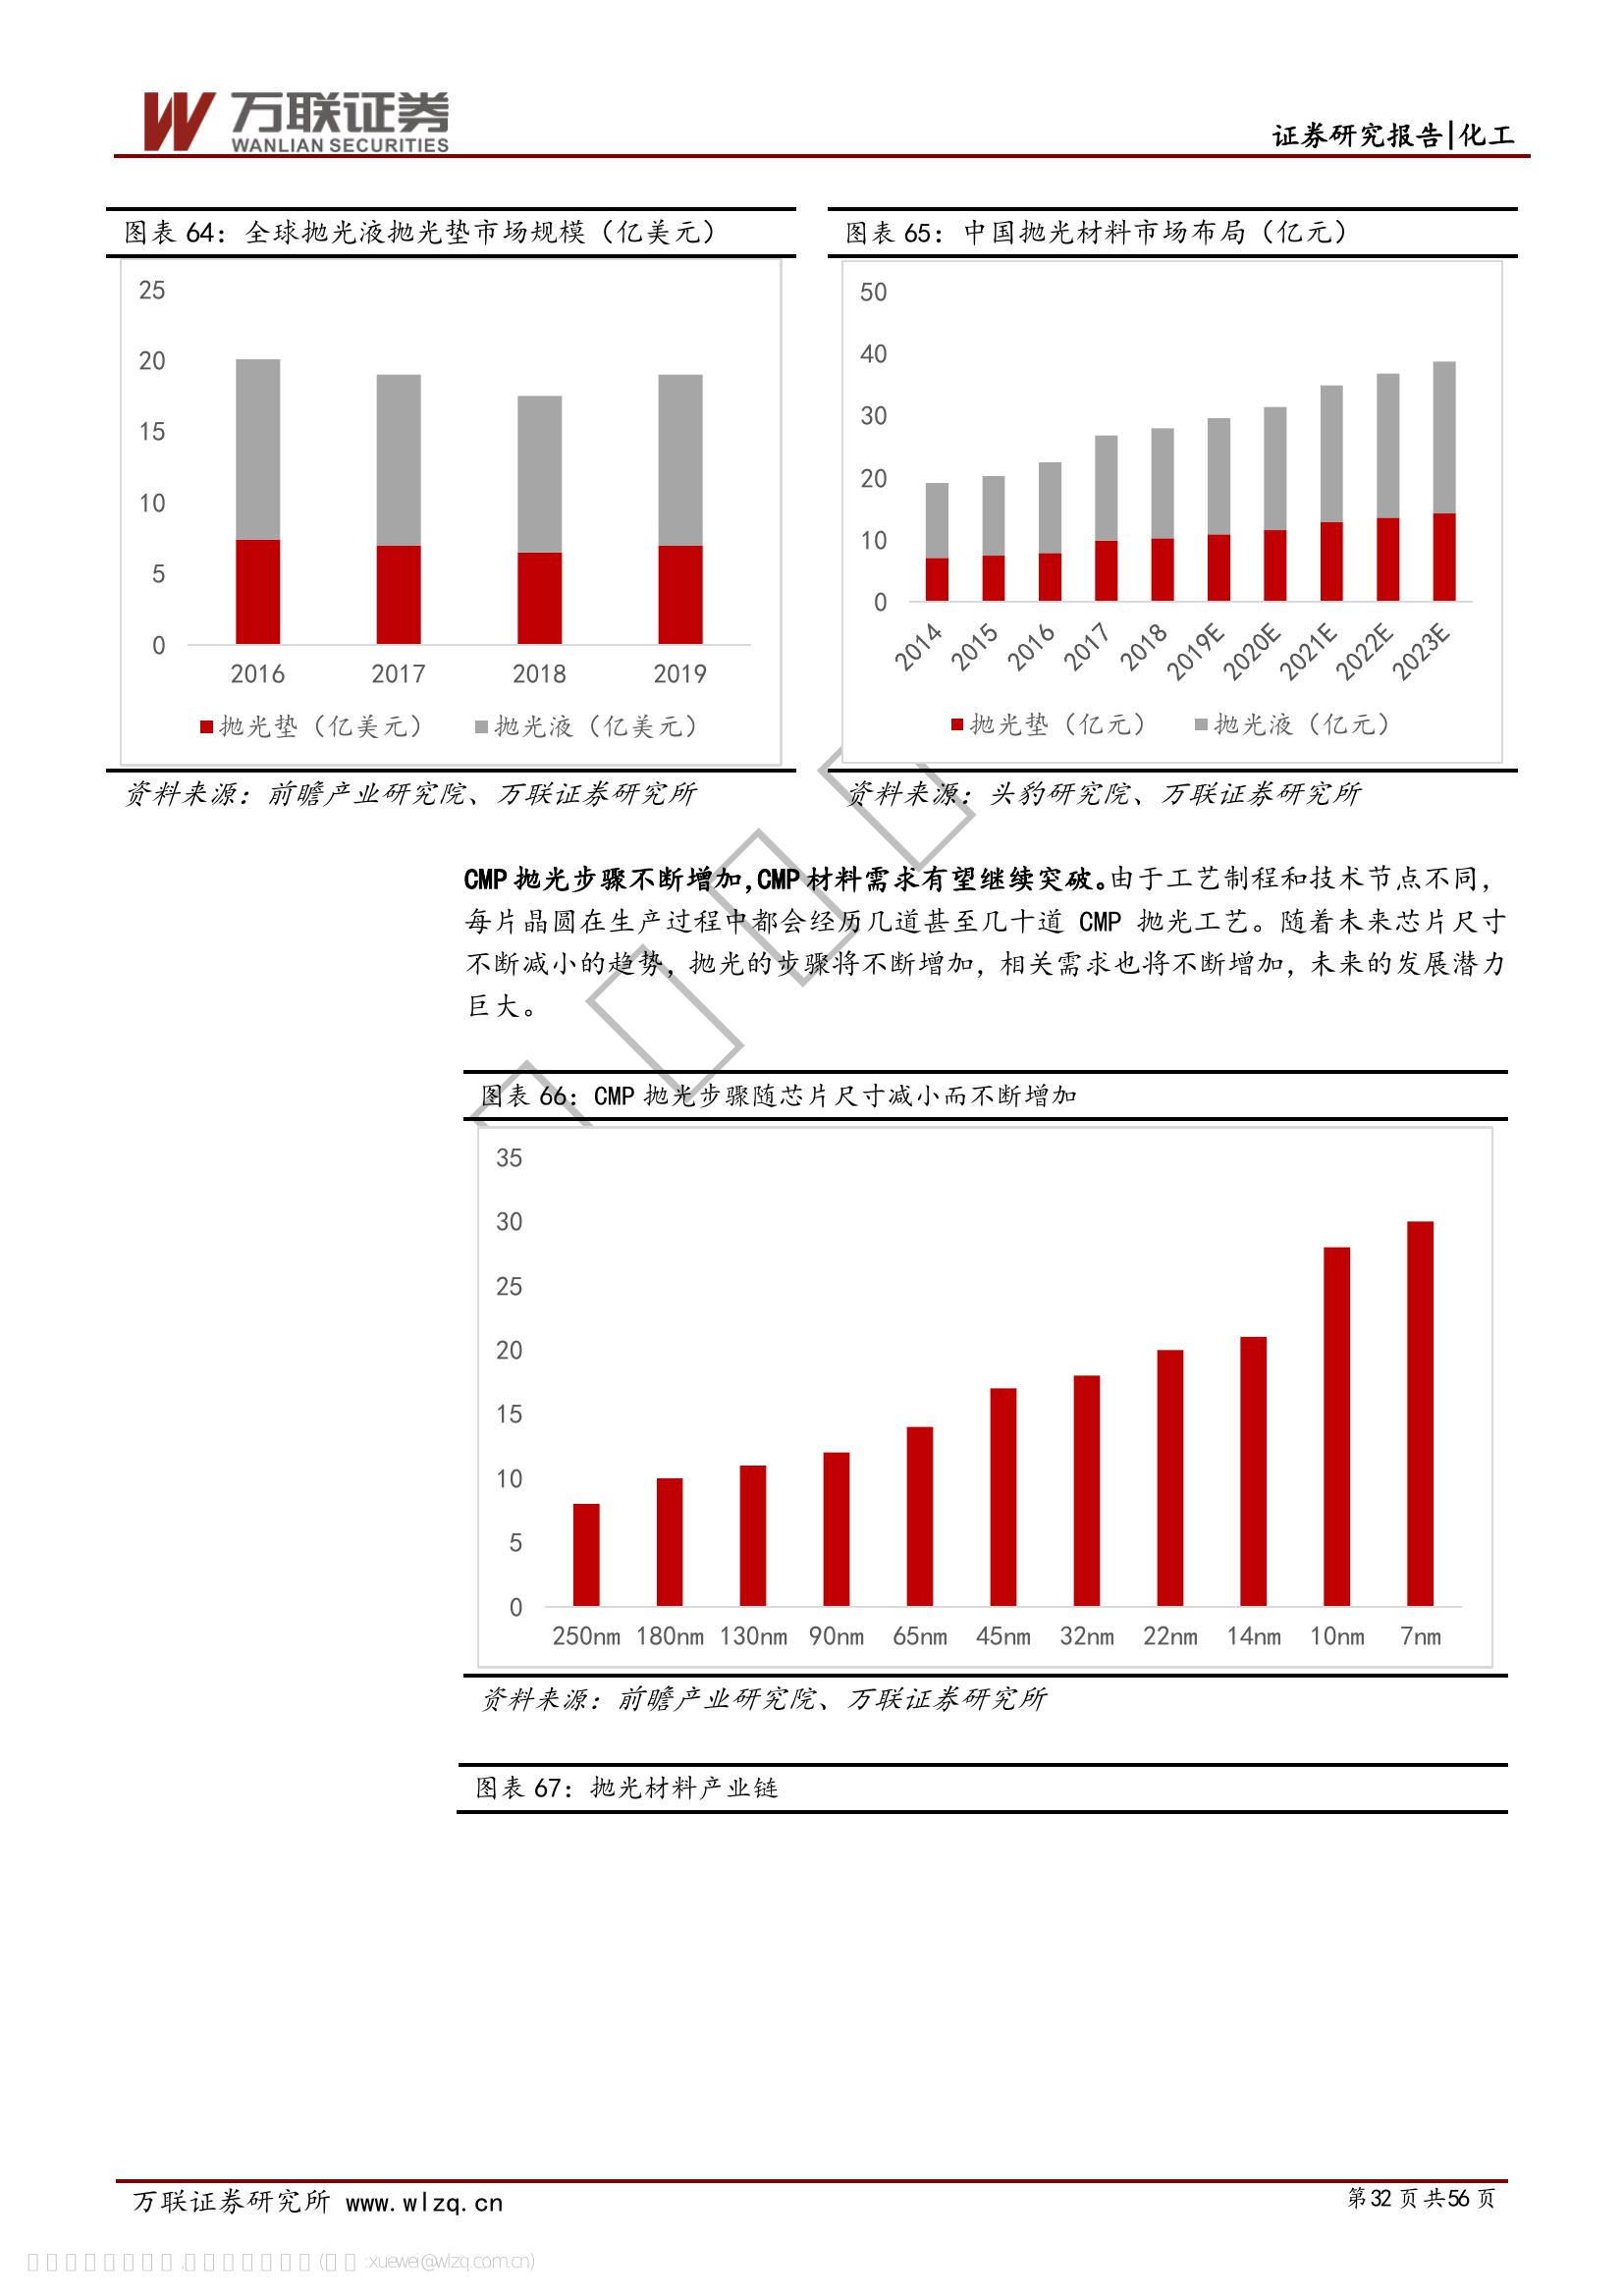 万联证券
WANLIAN SECURITIES
证券研究报告|化工
图表 64：全球抛光液抛光垫市场规模（亿美元）
25
20
15
10
5
0
2016 2017 2018 2019
抛光垫（亿美元） 抛光液（亿美元）
资料来源：前瞻产业研究院、万联证券研究所
图表 65：中国抛光材料市场布局（亿元）
50
40
30
20
10
0
2014 2015 2016 2017 2018 2019E 2020E 2021E 2022E 2023E
抛光垫（亿元） 抛光液（亿元）
资料来源：头豹研究院、万联证券研究所
CMP 抛光步骤不断增加,CMP 材料需求有望继续突破。由于工艺制程和技术节点不同，
每片晶圆在生产过程中都会经历几道甚至几十道 CMP 抛光工艺。随着未来芯片尺寸
不断减小的趋势，抛光的步骤将不断增加，相关需求也将不断增加，未来的发展潜力
巨大。
图表 66：CMP 抛光步骤随芯片尺寸减小而不断增加
35
30
25
20
15
10
5
0
250nm 180nm 130nm 90nm 65nm 45nm 32nm 22nm 14nm 10nm 7nm
资料来源：前瞻产业研究院、万联证券研究所
图表 67：抛光材料产业链
万联证券研究所 www.wlzq.cn
第32 页 共56 页
xuewei@wlzq.com.cn)